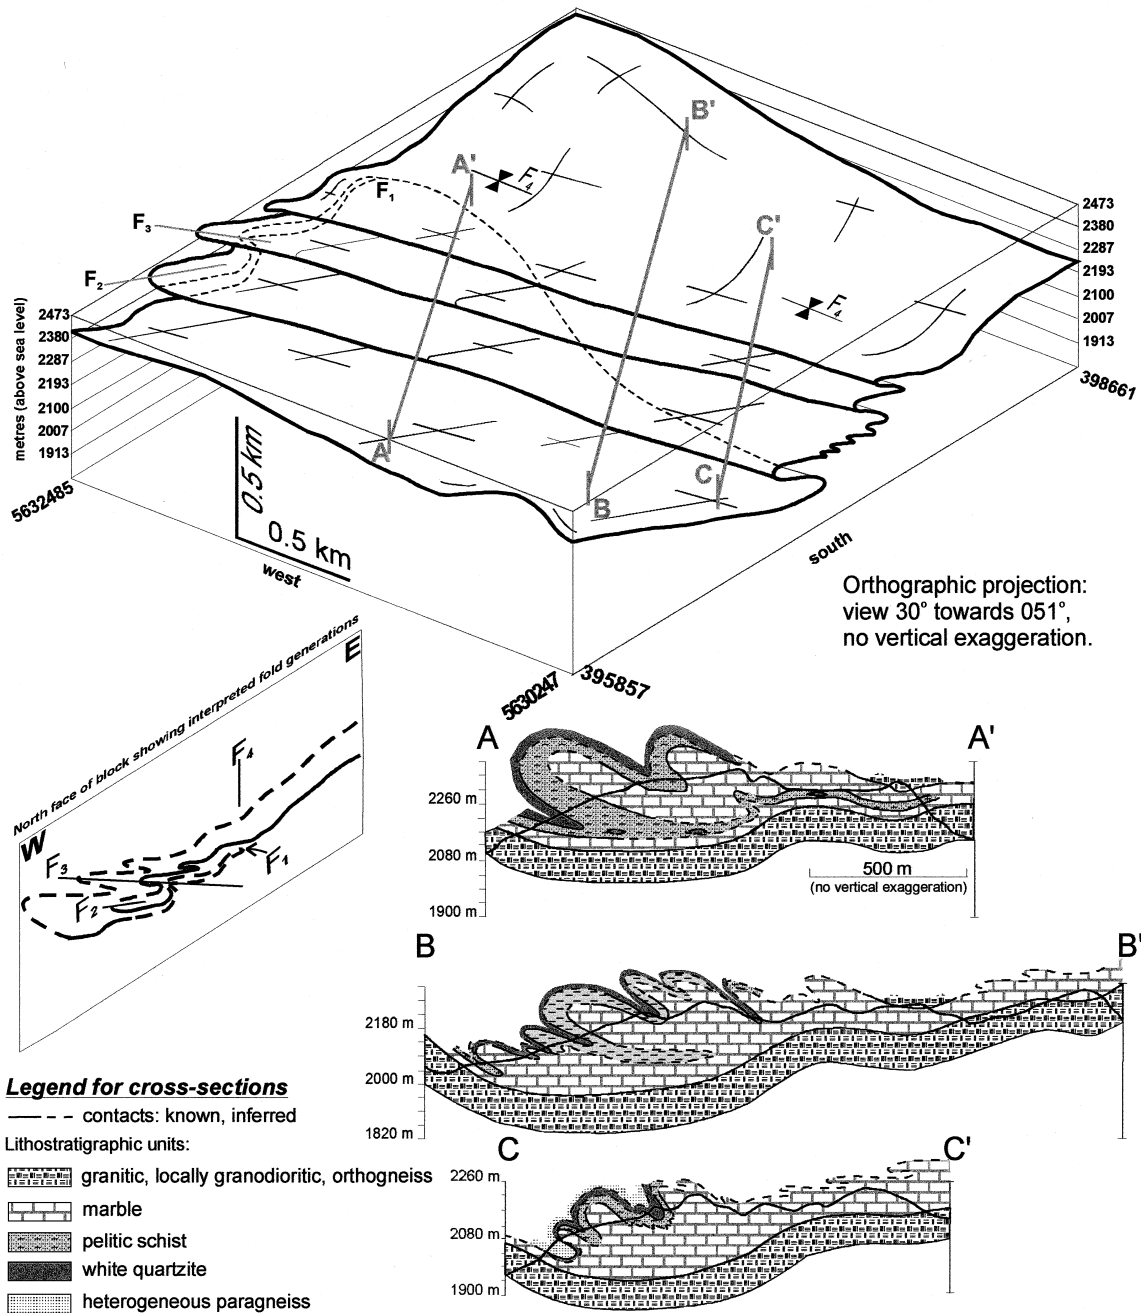 B'
A'
F4
F1
C'
F3
F2
F4
2473
2380
2287
2193
2100
2007
1913
398661
metres (above sea level)
2473
2380
2287
2193
2100
2007
1913
5632485
A
B
C
0.5 km
0.5 km
west
south
5630247
395857
Orthographic projection:
view 30° towards 051°,
no vertical exaggeration.
North face of block showing interpreted fold generations
E
W
F4
F3
F2
F1
A
A'
2260 m
2080 m
1900 m
500 m
(no vertical exaggeration)
B
B'
2180 m
2000 m
1820 m
C
C'
2260 m
2080 m
1900 m
Legend for cross-sections
contacts: known, inferred
Lithostratigraphic units:
granitic, locally granodioritic, orthogneiss
marble
pelitic schist
white quartzite
heterogeneous paragneiss